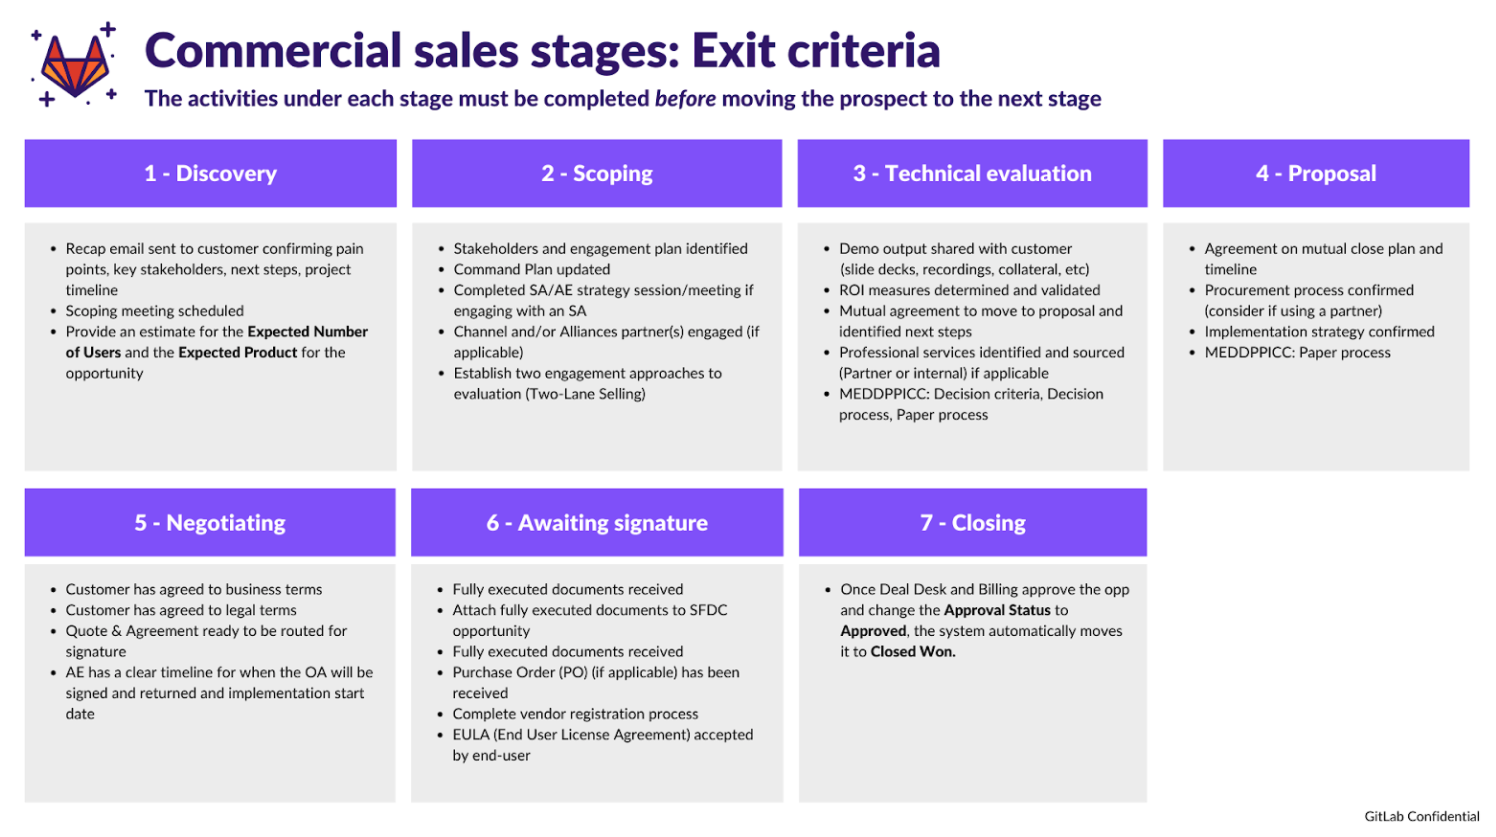 Commercial sales stages: Exit criteria
The activities under each stage must be completed before moving the prospect to the next stage
1 - Discovery
• Recap email sent to customer confirming pain
points, key stakeholders, next steps, project
timeline
• Scoping meeting scheduled
• Provide an estimate for the Expected Number
of Users and the Expected Product for the
opportunity
2 - Scoping
• Stakeholders and engagement plan identified
• Command Plan updated
• Completed SA/AE strategy session/meeting if
engaging with an SA
• Channel and/or Alliances partner(s) engaged (if
applicable)
• Establish two engagement approaches to
evaluation (Two-Lane Selling)
3 - Technical evaluation
• Demo output shared with customer
(slide decks, recordings, collateral, etc)
• ROI measures determined and validated
• Mutual agreement to move to proposal and
identified next steps
• Professional services identified and sourced
(Partner or internal) if applicable
• MEDDPPICC: Decision criteria, Decision
process, Paper process
4 - Proposal
• Agreement on mutual close plan and
timeline
• Procurement process confirmed
(consider if using a partner)
• Implementation strategy confirmed
• MEDDPPICC: Paper process
5 - Negotiating
• Customer has agreed to business terms
• Customer has agreed to legal terms
• Quote & Agreement ready to be routed for
signature
• AE has a clear timeline for when the OA will be
signed and returned and implementation start
date
6 - Awaiting signature
• Fully executed documents received
• Attach fully executed documents to SFDC
opportunity
• Fully executed documents received
• Purchase Order (PO) (if applicable) has been
received
• Complete vendor registration process
• EULA (End User License Agreement) accepted
by end-user
7 - Closing
• Once Deal Desk and Billing approve the opp
and change the Approval Status to
Approved, the system automatically moves
it to Closed Won.
GitLab Confidential